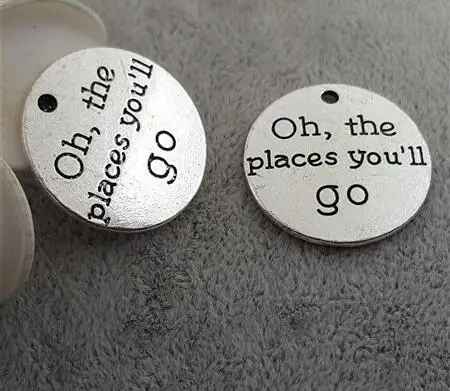 Oh, the
places you'll
go
Oh, the
places you'll
go